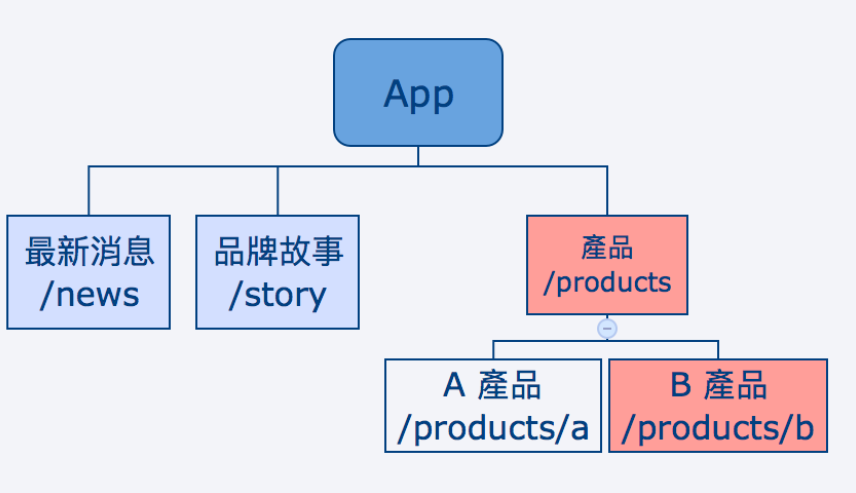 App
最新消息
/news
品牌故事
/story
產品
/products
A 產品
/products/a
B 產品
/products/b